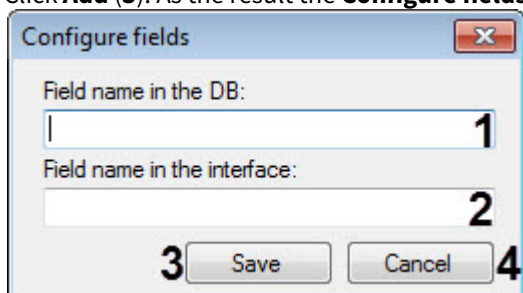 Click Add (3). As the result the Configure fields
Configure fields
Field name in the DB:
1
Field name in the interface:
2
3 Save Cancel 4